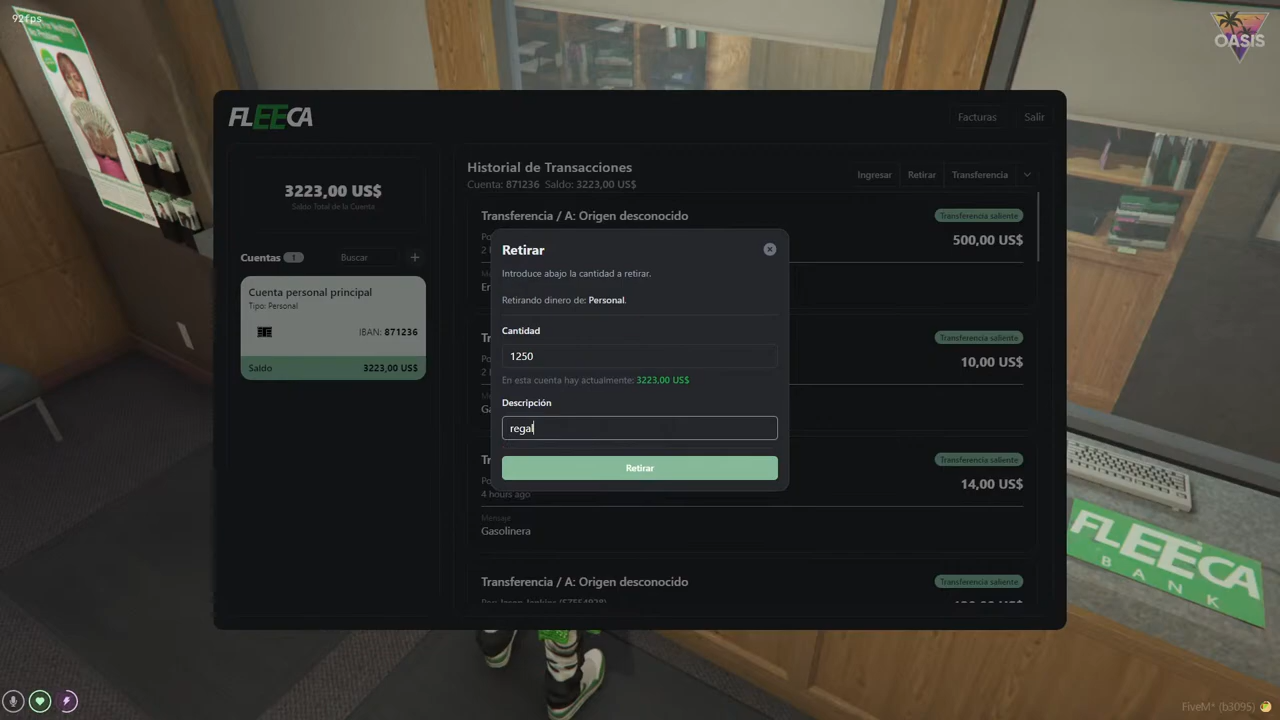 92fps
OASIS
FLEECA
Facturas
Salir
3223,00 US$
Saldo Total de la Cuenta
Cuentas 1
Buscar
+
Cuenta personal principal
Tipo: Personal
IBAN: 871236
Saldo
3223,00 US$
Historial de Transacciones
Cuenta: 871236 Saldo: 3223,00 US$
Ingresar
Retirar
Transferencia
Transferencia / A: Origen desconocido
Transferencia saliente
500,00 US$
Retirar
Introduce abajo la cantidad a retirar.
Retirando dinero de: Personal.
Cantidad
1250
En esta cuenta hay actualmente: 3223,00 US$
Descripción
regal
Retirar
Transferencia saliente
10,00 US$
Transferencia saliente
14,00 US$
4 hours ago
Mensaje
Gasolinera
Transferencia / A: Origen desconocido
Transferencia saliente
FLEECA
BANK
FiveM* (b3095)